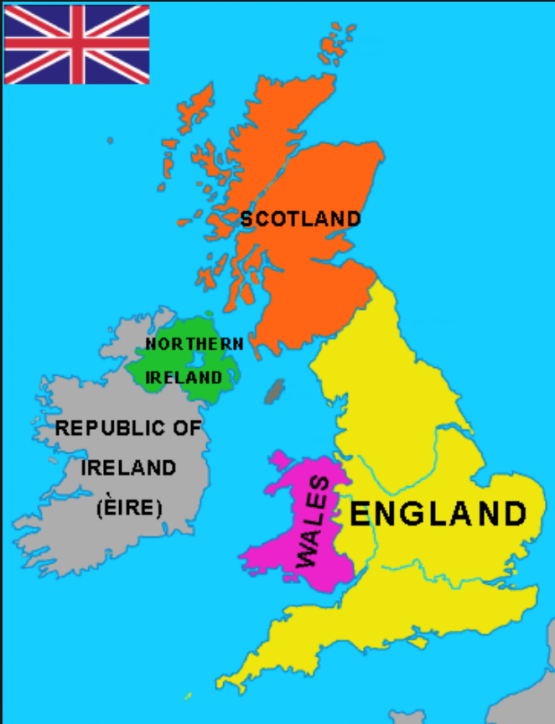 SCOTLAND
NORTHERN
IRELAND
REPUBLIC OF
IRELAND
(ÈIRE)
WALES
ENGLAND